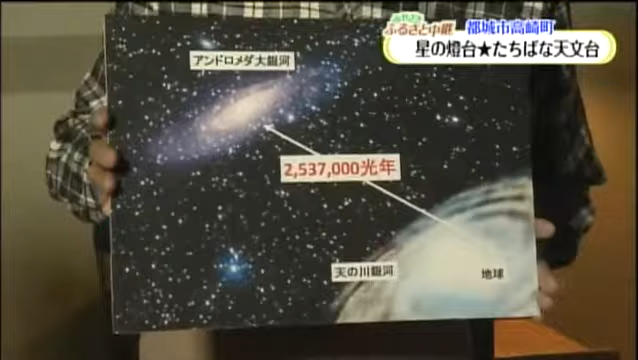 ふるさと中継
都城市高崎町
星の燈台★たちばな天文台
アンドロメダ大銀河
2,537,000光年
天の川銀河
地球